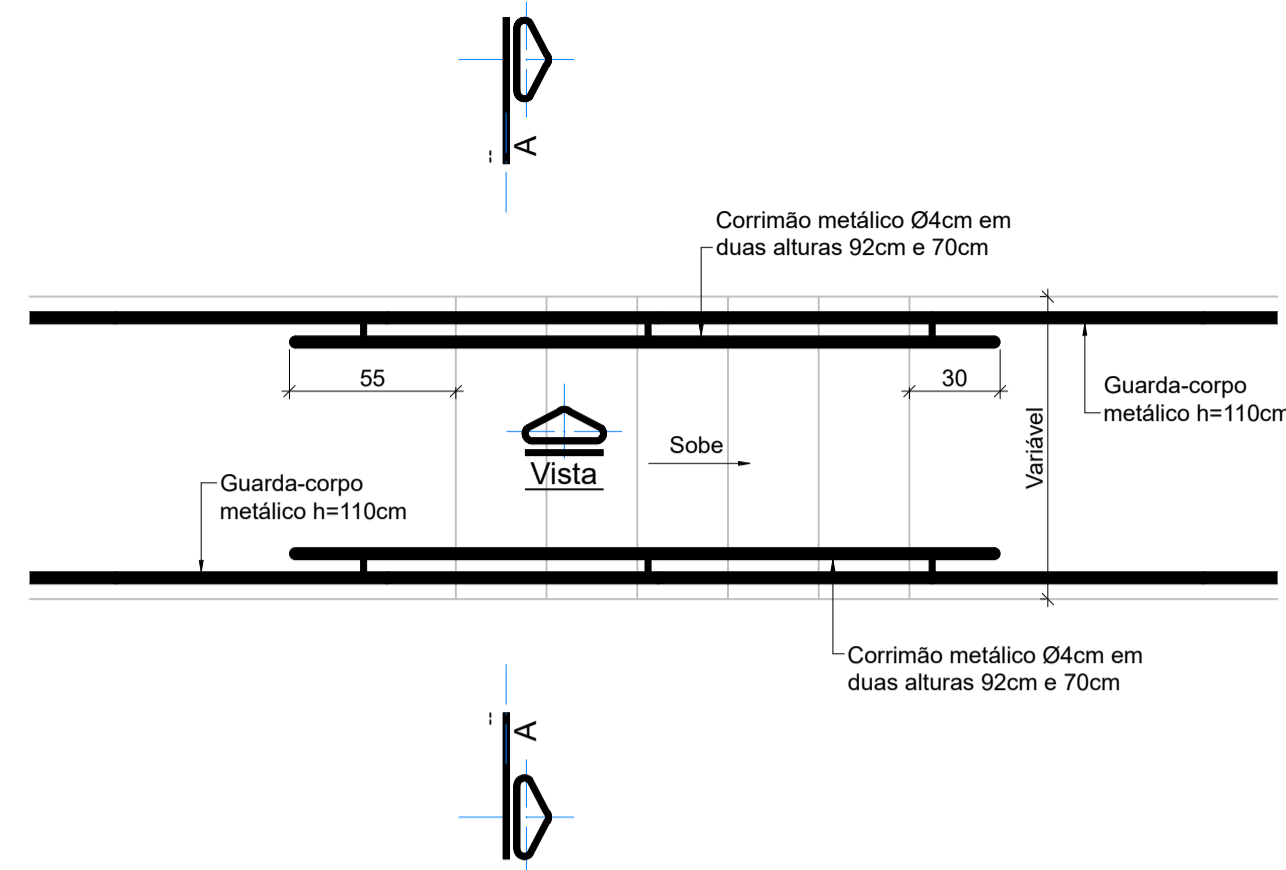 A
Corrimão metálico Ø4cm em
duas alturas 92cm e 70cm
55
30
Guarda-corpo
metálico h=110cm
Variável
Sobe
Vista
Guarda-corpo
metálico h=110cm
Corrimão metálico Ø4cm em
duas alturas 92cm e 70cm
A